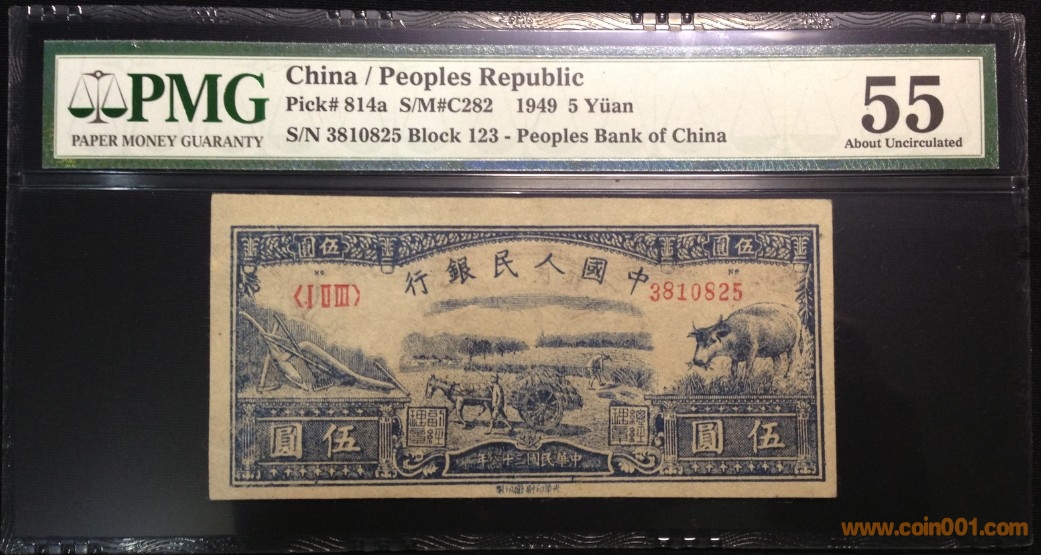 PMG
PAPER MONEY GUARANTY
China / Peoples Republic
Pick# 814a S/M#C282 1949 5 Yüan
S/N 3810825 Block 123 - Peoples Bank of China
55
About Uncirculated
圓伍
圓伍
行銀民人國中
No
No
〈I II III〉
3810825
圓伍
圓伍
年八十三國民華中
www.coin001.com